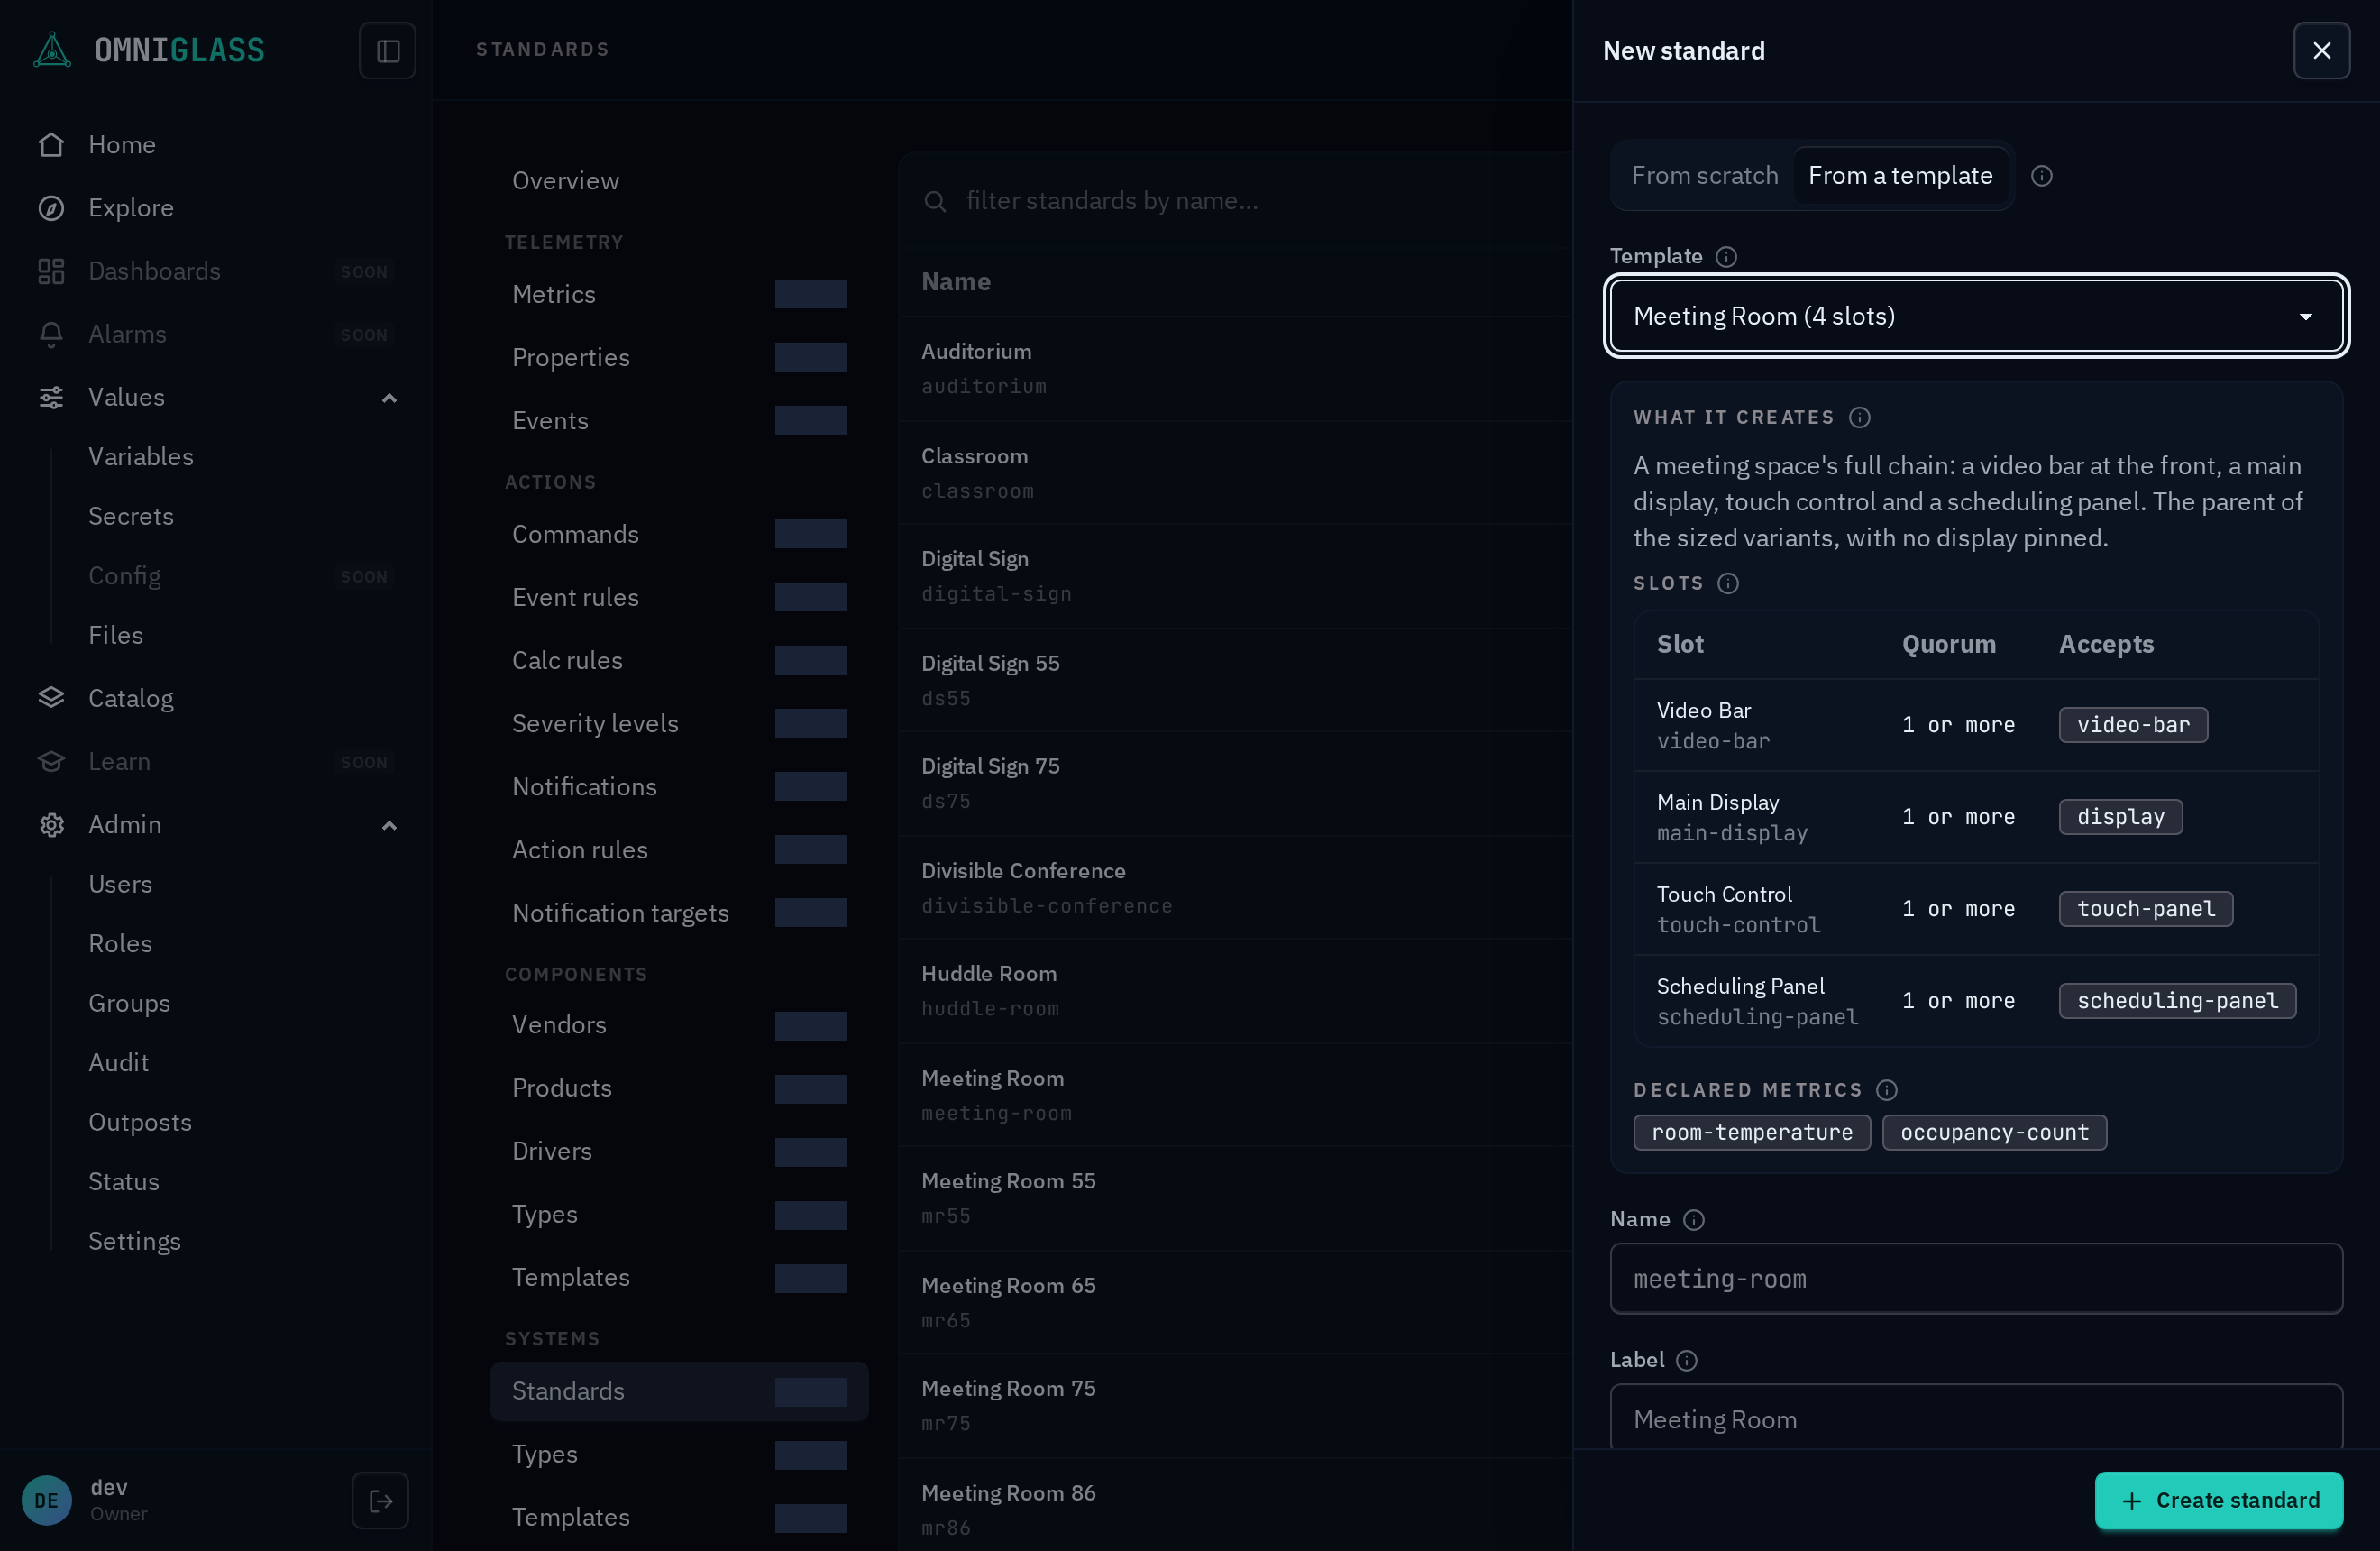 OMNIGLASS
Home
Explore
Dashboards SOON
Alarms SOON
Values
Variables
Secrets
Config SOON
Files
Catalog
Learn SOON
Admin
Users
Roles
Groups
Audit
Outposts
Status
Settings
DE
dev
Owner
STANDARDS
Overview
TELEMETRY
Metrics
Properties
Events
ACTIONS
Commands
Event rules
Calc rules
Severity levels
Notifications
Action rules
Notification targets
COMPONENTS
Vendors
Products
Drivers
Types
Templates
SYSTEMS
Standards
Types
Templates
filter standards by name...
Name
Auditorium
auditorium
Classroom
classroom
Digital Sign
digital-sign
Digital Sign 55
ds55
Digital Sign 75
ds75
Divisible Conference
divisible-conference
Huddle Room
huddle-room
Meeting Room
meeting-room
Meeting Room 55
mr55
Meeting Room 65
mr65
Meeting Room 75
mr75
Meeting Room 86
mr86
New standard
From scratch From a template
Template
Meeting Room (4 slots)
WHAT IT CREATES
A meeting space's full chain: a video bar at the front, a main
display, touch control and a scheduling panel. The parent of
the sized variants, with no display pinned.
SLOTS
Slot Quorum Accepts
Video Bar
video-bar
1 or more video-bar
Main Display
main-display
1 or more display
Touch Control
touch-control
1 or more touch-panel
Scheduling Panel
scheduling-panel
1 or more scheduling-panel
DECLARED METRICS
room-temperature occupancy-count
Name
meeting-room
Label
Meeting Room
+ Create standard